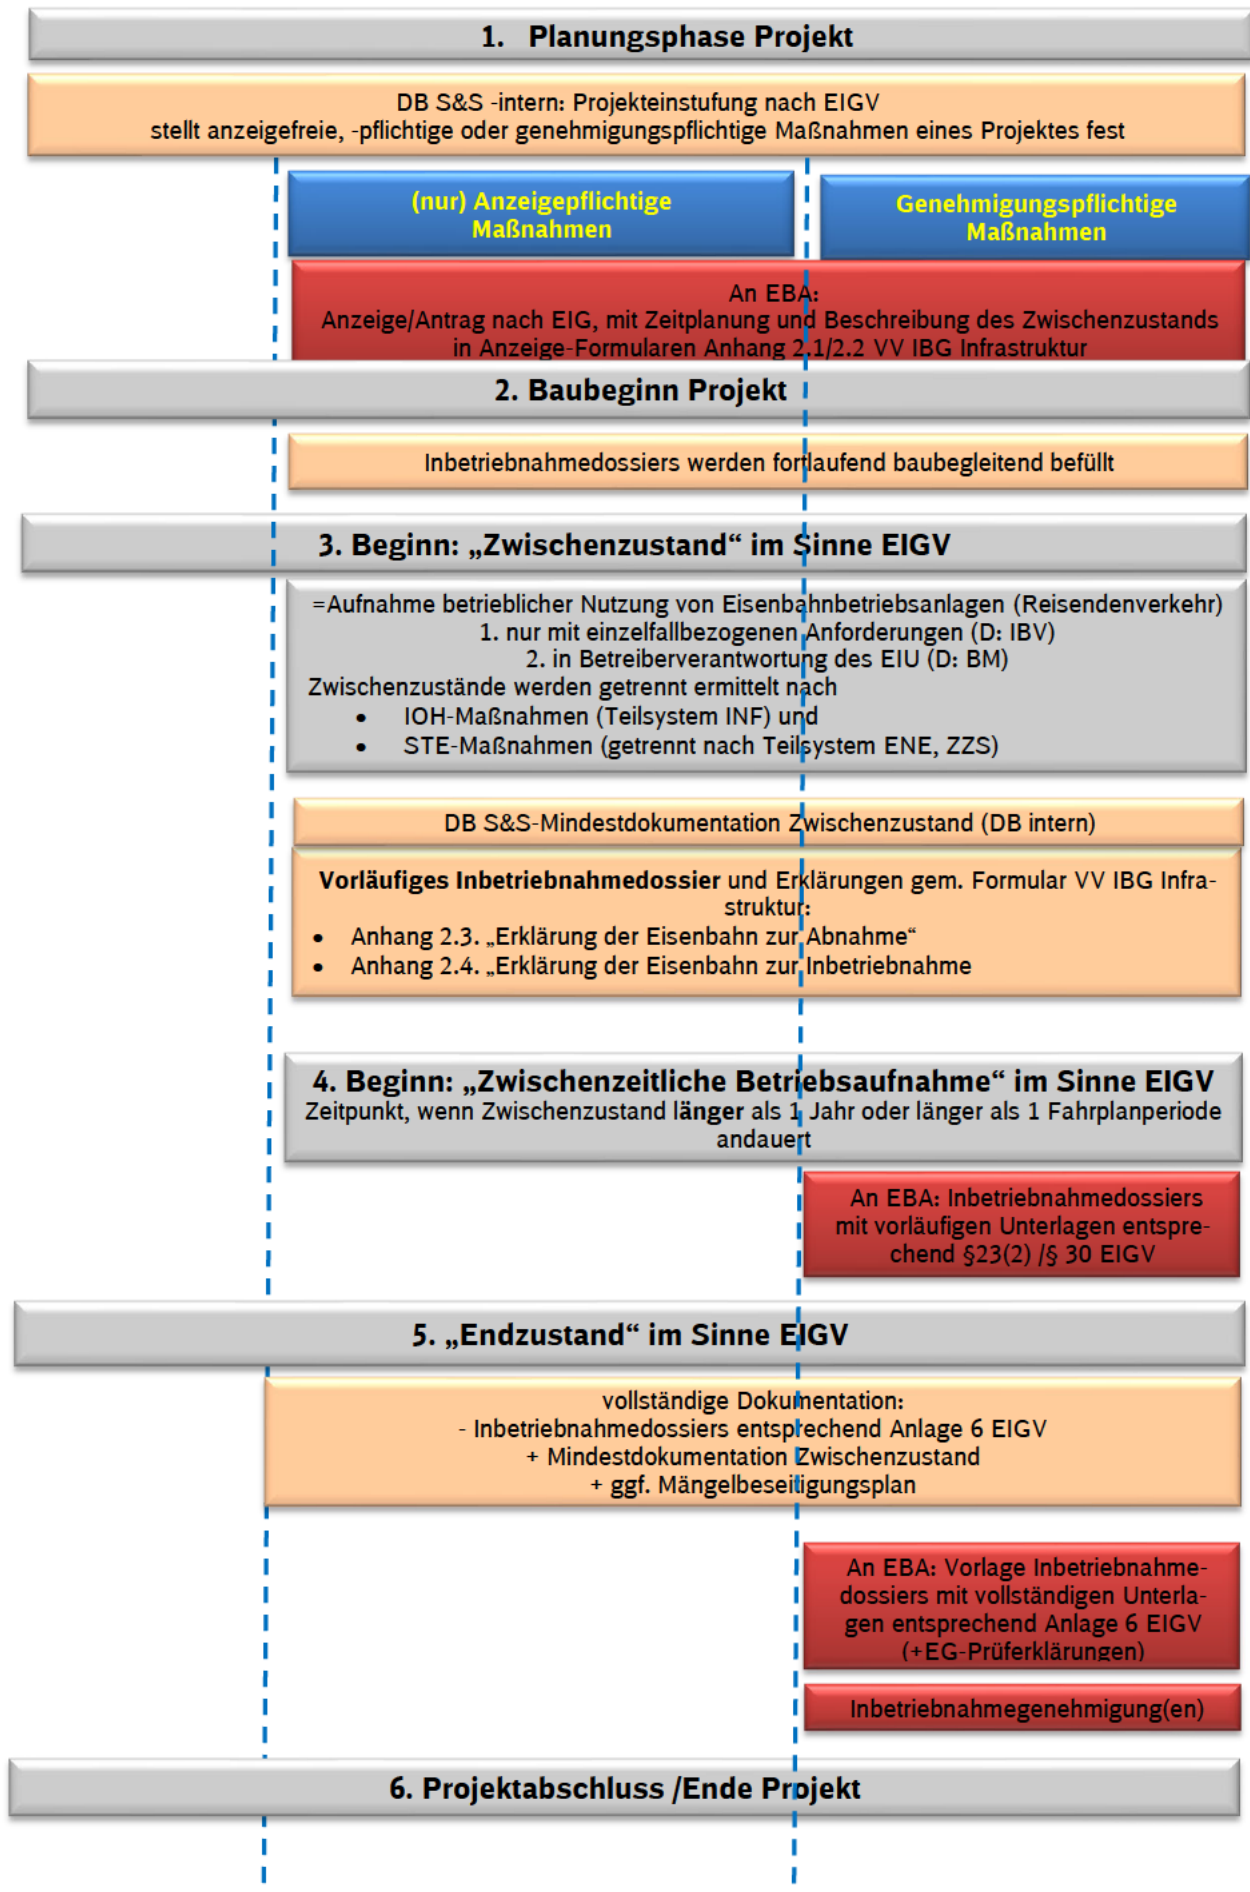 1. Planungsphase Projekt
DB S&S -intern: Projekteinstufung nach EIGV
stellt anzeigefreie, -pflichtige oder genehmigungspflichtige Maßnahmen eines Projektes fest
(nur) Anzeigepflichtige
Maßnahmen
Genehmigungspflichtige
Maßnahmen
An EBA:
Anzeige/Antrag nach EIG, mit Zeitplanung und Beschreibung des Zwischenzustands
in Anzeige-Formularen Anhang 2.1/2.2 VV IBG Infrastruktur
2. Baubeginn Projekt
Inbetriebnahmedossiers werden fortlaufend baubegleitend befüllt
3. Beginn: „Zwischenzustand“ im Sinne EIGV
=Aufnahme betrieblicher Nutzung von Eisenbahnbetriebsanlagen (Reisendenverkehr)
1. nur mit einzelfallbezogenen Anforderungen (D: IBV)
2. in Betreiberverantwortung des EIU (D: BM)
Zwischenzustände werden getrennt ermittelt nach
• IOH-Maßnahmen (Teilsystem INF) und
• STE-Maßnahmen (getrennt nach Teilsystem ENE, ZZS)
DB S&S-Mindestdokumentation Zwischenzustand (DB intern)
Vorläufiges Inbetriebnahmedossier und Erklärungen gem. Formular VV IBG Infra-
struktur:
• Anhang 2.3. „Erklärung der Eisenbahn zur Abnahme“
• Anhang 2.4. „Erklärung der Eisenbahn zur Inbetriebnahme
4. Beginn: „Zwischenzeitliche Betriebsaufnahme“ im Sinne EIGV
Zeitpunkt, wenn Zwischenzustand länger als 1 Jahr oder länger als 1 Fahrplanperiode
andauert
An EBA: Inbetriebnahmedossiers
mit vorläufigen Unterlagen entspre-
chend §23(2) /§ 30 EIGV
5. „Endzustand“ im Sinne EIGV
vollständige Dokumentation:
- Inbetriebnahmedossiers entsprechend Anlage 6 EIGV
+ Mindestdokumentation Zwischenzustand
+ ggf. Mängelbeseitigungsplan
An EBA: Vorlage Inbetriebnahme-
dossiers mit vollständigen Unterla-
gen entsprechend Anlage 6 EIGV
(+EG-Prüferklärungen)
Inbetriebnahmegenehmigung(en)
6. Projektabschluss /Ende Projekt